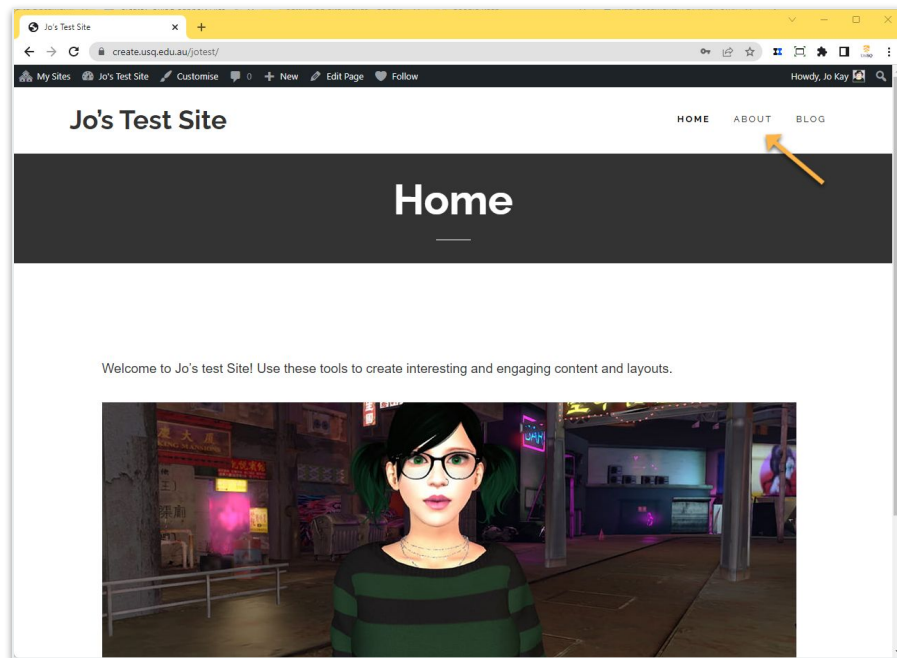 Jo's Test Site
create.usq.edu.au/jotest/
My Sites Jo's Test Site Customise 0 New Edit Page Follow Howdy, Jo Kay
Jo's Test Site
HOME ABOUT BLOG
Home
Welcome to Jo's test Site! Use these tools to create interesting and engaging content and layouts.
BAR